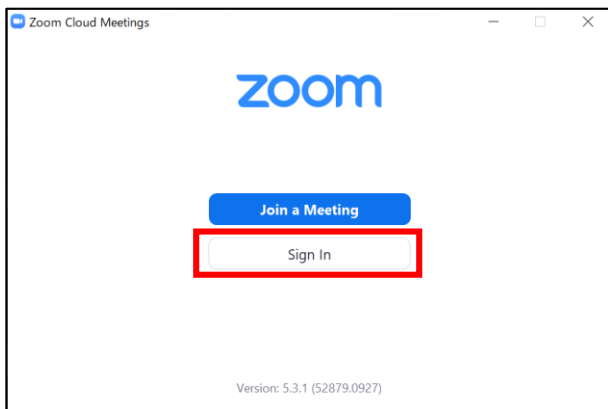 Zoom Cloud Meetings
zoom
Join a Meeting
Sign In
Version: 5.3.1 (52879.0927)